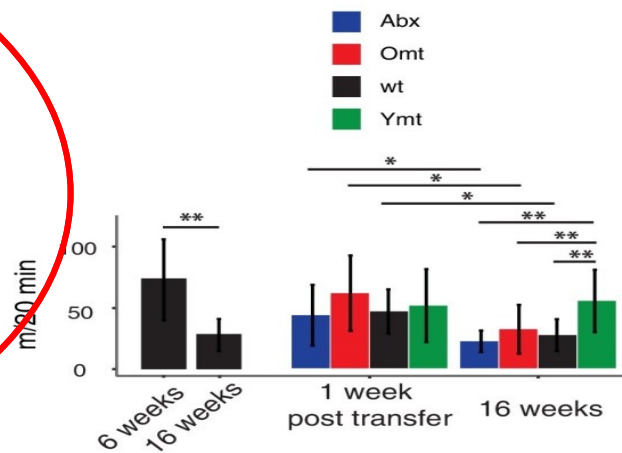 Abx
Omt
wt
Ymt
*
*
*
**
**
**
**
100
50
0
m/20 min
6 weeks
16 weeks
1 week
post transfer
16 weeks